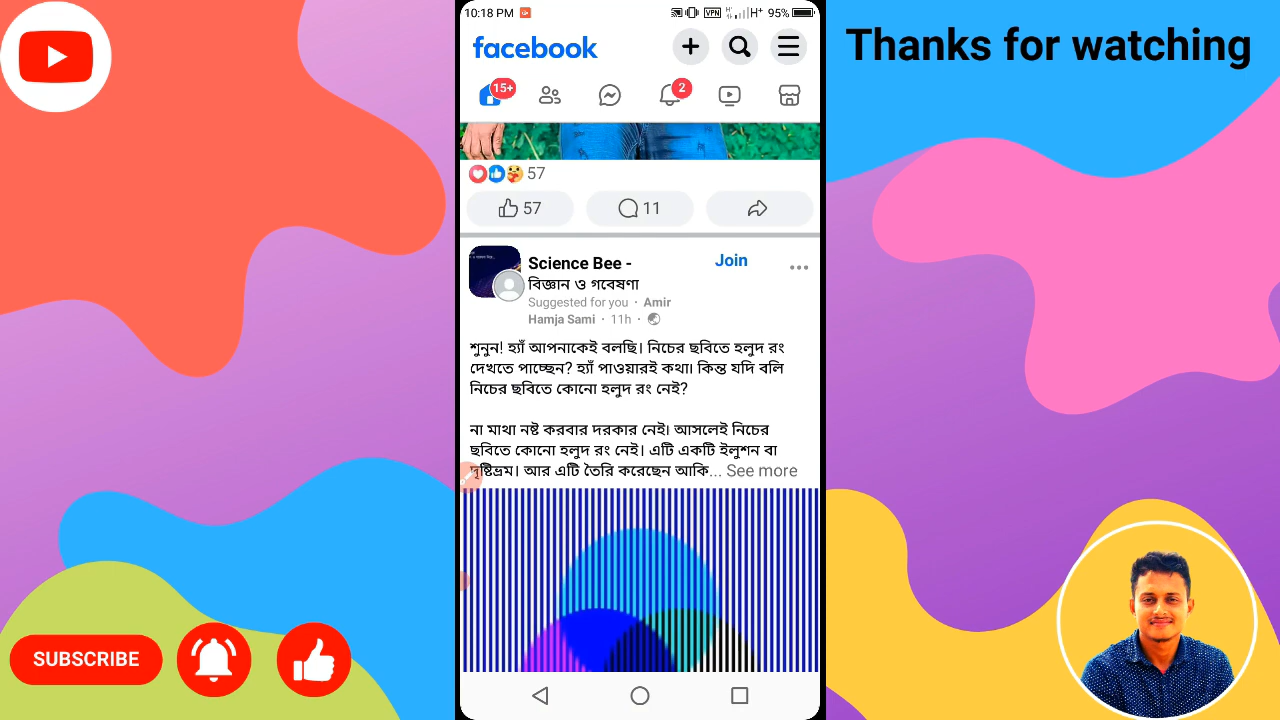 10:18 PM VPN H+ 95%
Thanks for watching
facebook
15+
2
57
57 11
Science Bee - Join
বিজ্ঞান ও গবেষণা
Suggested for you · Amir
Hamja Sami · 11h ·
শুনুন! হ্যাঁ আপনাকেই বলছি। নিচের ছবিতে হলুদ রং
দেখতে পাচ্ছেন? হ্যাঁ পাওয়ারই কথা। কিন্ত যদি বলি
নিচের ছবিতে কোনো হলুদ রং নেই?
না মাথা নষ্ট করবার দরকার নেই। আসলেই নিচের
ছবিতে কোনো হলুদ রং নেই। এটি একটি ইলুশন বা
দৃষ্টিভ্রম। আর এটি তৈরি করেছেন আকি... See more
SUBSCRIBE